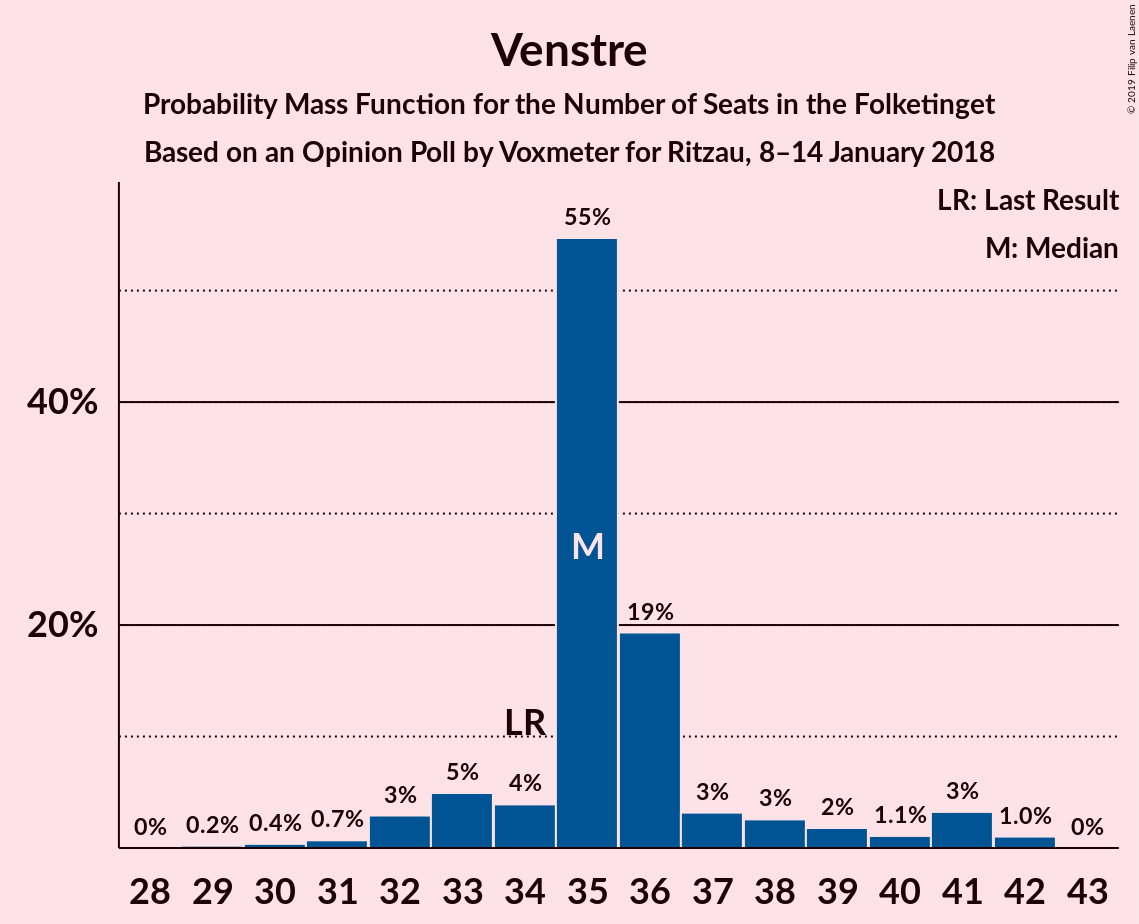 Venstre
Probability Mass Function for the Number of Seats in the Folketinget
Based on an Opinion Poll by Voxmeter for Ritzau, 8–14 January 2018
© 2019 Filip van Laenen
LR: Last Result
M: Median
40%
20%
0% 0.2% 0.4% 0.7% 3% 5% 4% 55% 19% 3% 3% 2% 1.1% 3% 1.0% 0%
LR
M
28 29 30 31 32 33 34 35 36 37 38 39 40 41 42 43